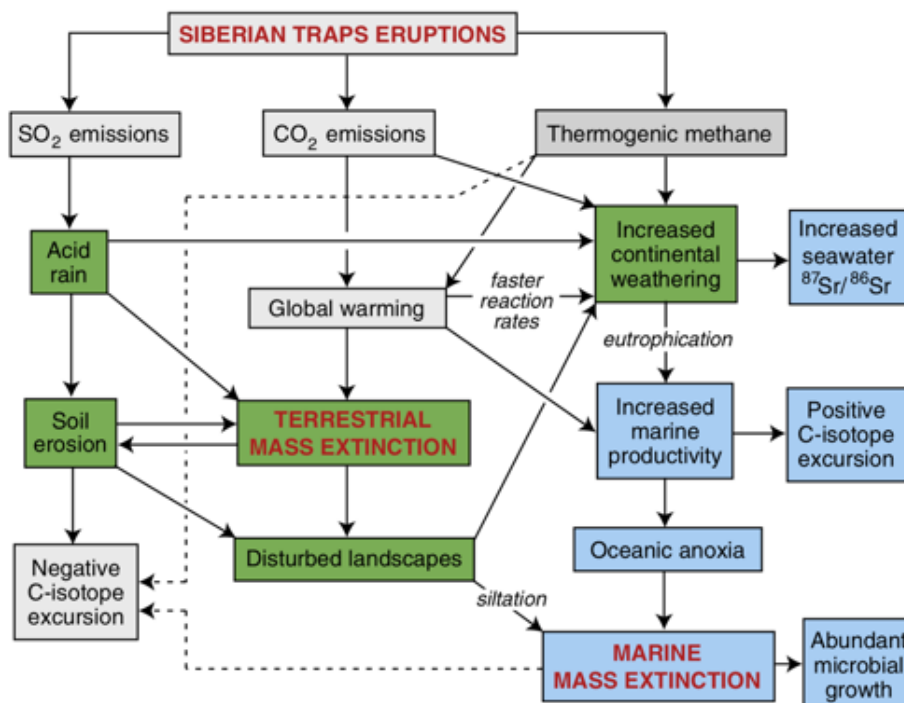 SIBERIAN TRAPS ERUPTIONS
SO₂ emissions
CO₂ emissions
Thermogenic methane
Acid
rain
Increased
continental
weathering
Increased
seawater
⁸⁷Sr/⁸⁶Sr
Global warming
faster
reaction
rates
eutrophication
Soil
erosion
TERRESTRIAL
MASS EXTINCTION
Increased
marine
productivity
Positive
C-isotope
excursion
Negative
C-isotope
excursion
Disturbed landscapes
Oceanic anoxia
siltation
MARINE
MASS EXTINCTION
Abundant
microbial
growth